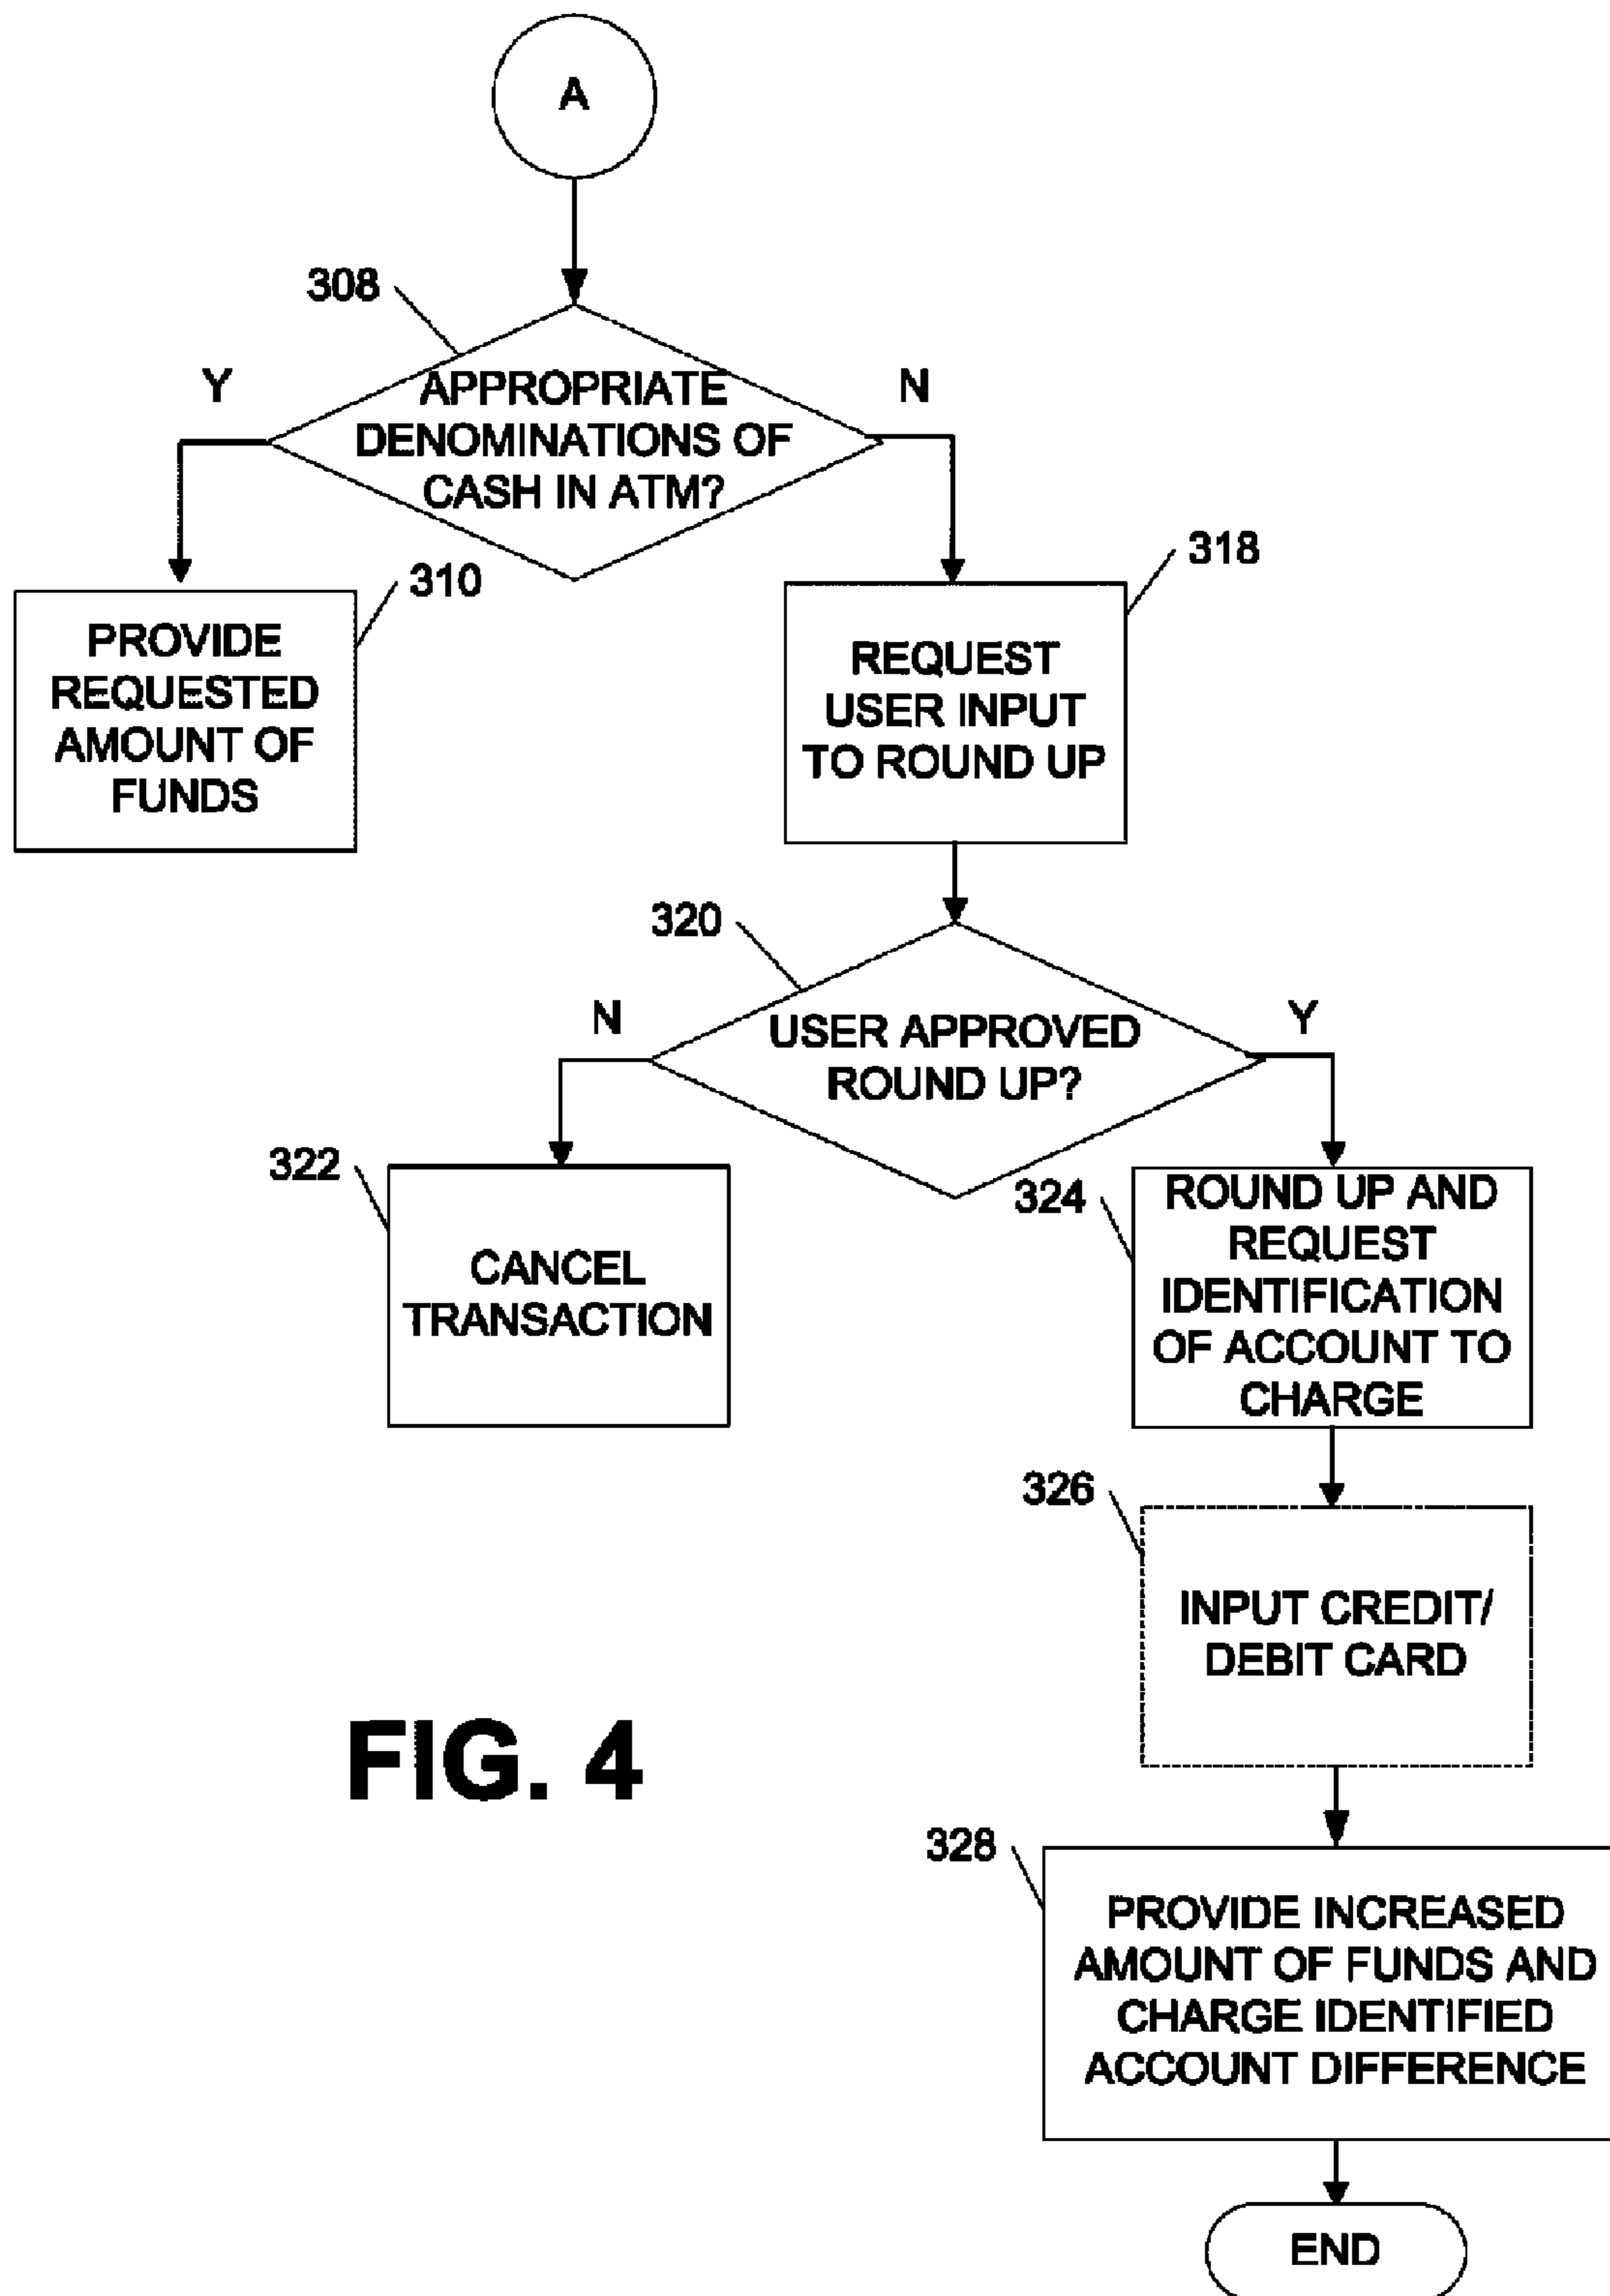 A
308
Y
N
APPROPRIATE
DENOMINATIONS OF
CASH IN ATM?
310
318
PROVIDE
REQUESTED
AMOUNT OF
FUNDS
REQUEST
USER INPUT
TO ROUND UP
320
N
Y
USER APPROVED
ROUND UP?
322
CANCEL
TRANSACTION
324
ROUND UP AND
REQUEST
IDENTIFICATION
OF ACCOUNT TO
CHARGE
326
INPUT CREDIT/
DEBIT CARD
FIG. 4
328
PROVIDE INCREASED
AMOUNT OF FUNDS AND
CHARGE IDENTIFIED
ACCOUNT DIFFERENCE
END